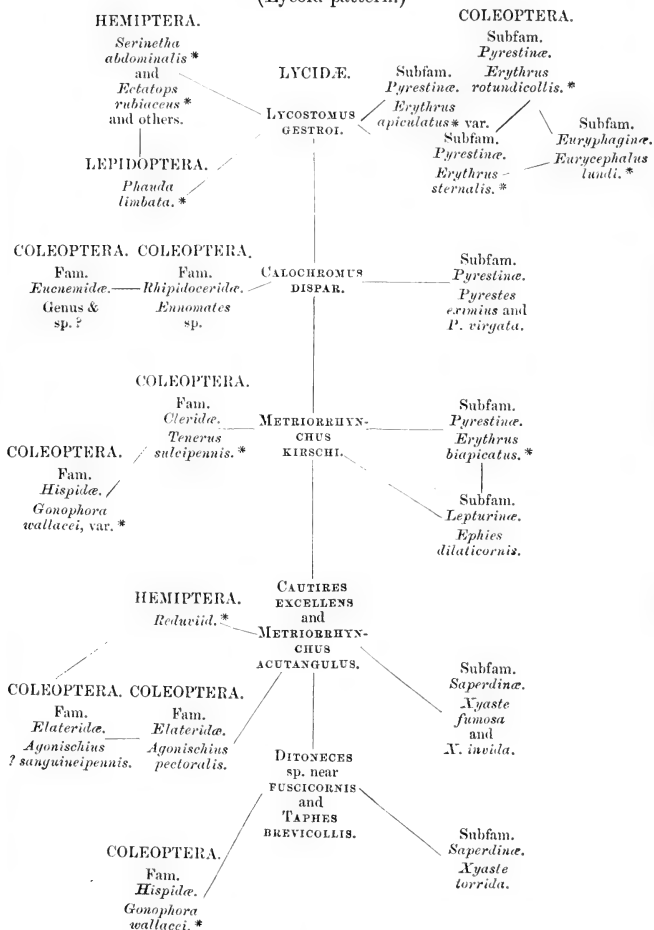 (Lycoid pattern)
HEMIPTERA.
Serinetha
abdominalis *
and
Ectatops
rubiaceus *
and others.
LEPIDOPTERA.
Phauda
limbata. *
LYCIDÆ.
LYCOSTOMUS
GESTROI.
Subfam.
Pyrestinæ.
Erythrus
apiculatus * var.
COLEOPTERA.
Subfam.
Pyrestinæ.
Erythrus
rotundicollis. *
Subfam.
Pyrestinæ.
Erythrus
sternalis. *
Subfam.
Euryphaginæ.
Eurycephalus
lundi. *
COLEOPTERA.
Fam.
Eucnemidæ.
Genus &
sp. ?
COLEOPTERA.
Fam.
Rhipidoceridæ.
Ennomates
sp.
CALOCHROMUS
DISPAR.
Subfam.
Pyrestinæ.
Pyrestes
eximius and
P. virgata.
COLEOPTERA.
Fam.
Cleridæ.
Tenerus
sulcipennis. *
COLEOPTERA.
Fam.
Hispidæ.
Gonophora
wallacei, var. *
METRIORRHYN-
CHUS
KIRSCHI.
Subfam.
Pyrestinæ.
Erythrus
biapicatus. *
Subfam.
Lepturinæ.
Ephies
dilaticornis.
HEMIPTERA.
Reduviid. *
CAUTIRES
EXCELLENS
and
METRIORRHYN-
CHUS
ACUTANGULUS.
COLEOPTERA.
Fam.
Elateridæ.
Agonischius
? sanguineipennis.
COLEOPTERA.
Fam.
Elateridæ.
Agonischius
pectoralis.
Subfam.
Saperdinæ.
Xyaste
fumosa
and
X. invida.
DITONECES
sp. near
FUSCICORNIS
and
TAPHES
BREVICOLLIS.
COLEOPTERA.
Fam.
Hispidæ.
Gonophora
wallacei. *
Subfam.
Saperdinæ.
Xyaste
torrida.